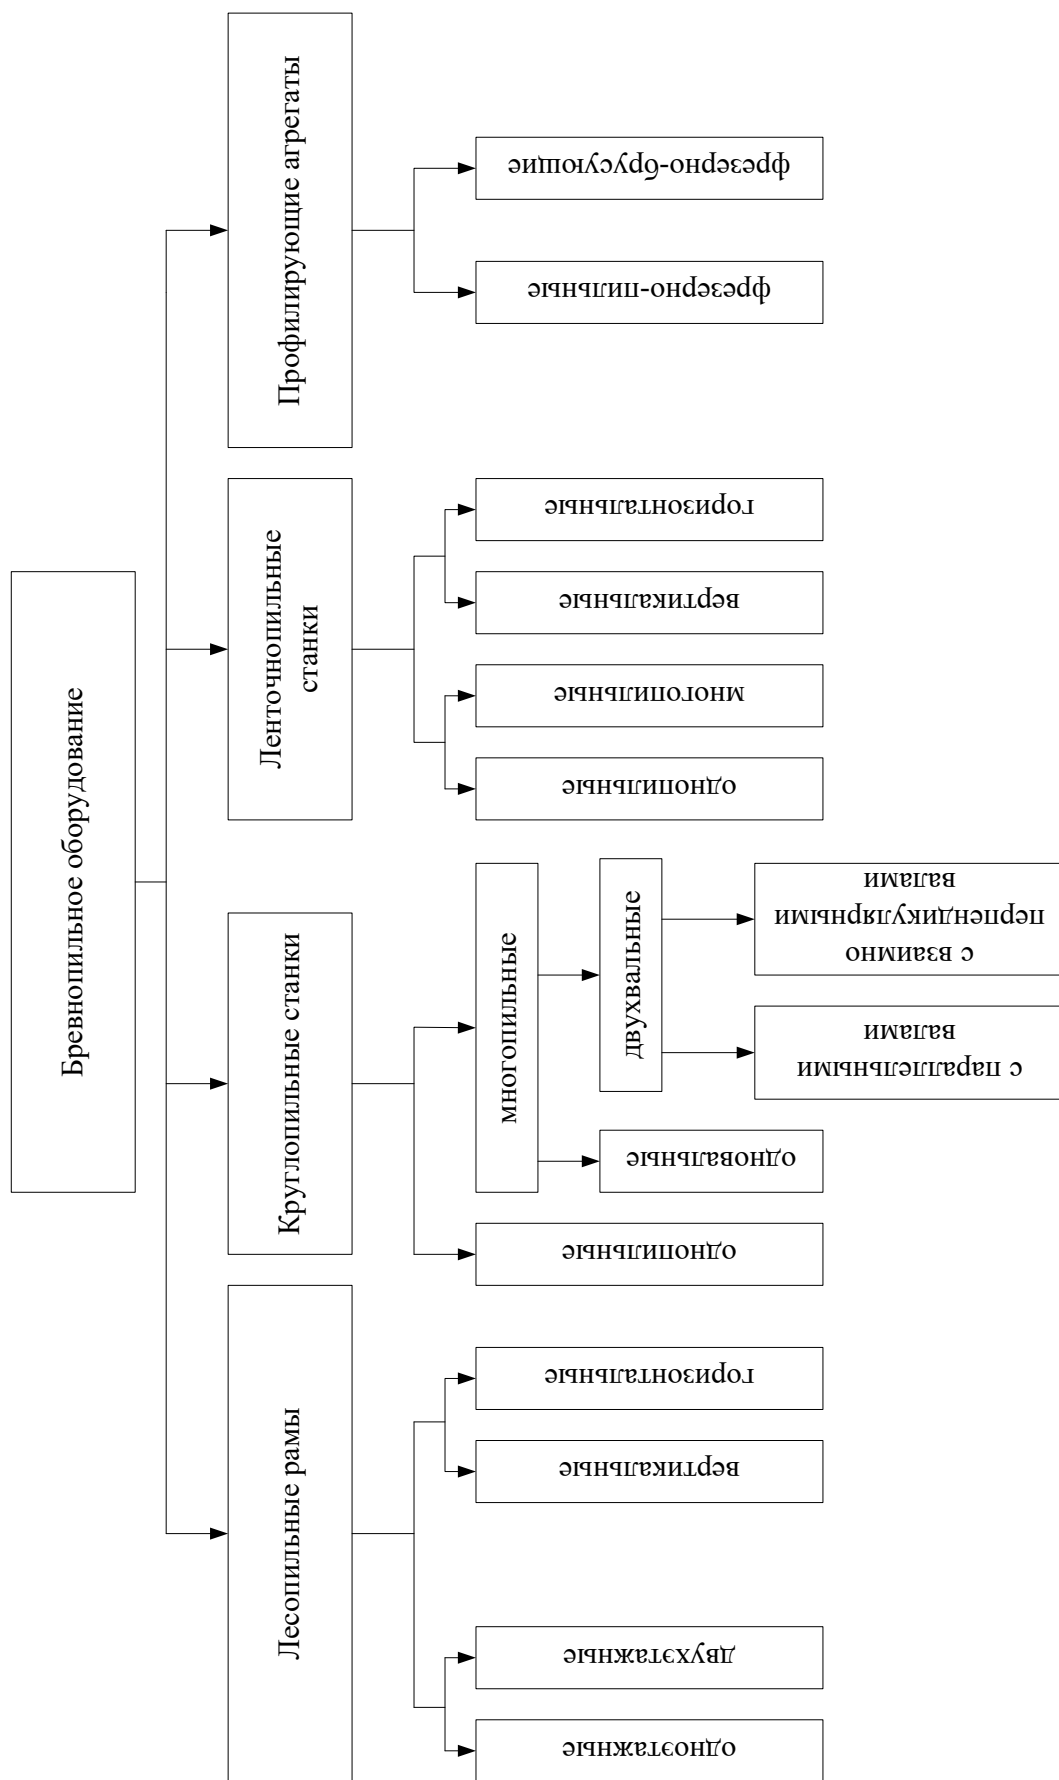 Бревнопильное оборудование
Лесопильные рамы
одноэтажные
двухэтажные
вертикальные
горизонтальные
Круглопильные станки
однопильные
многопильные
одновальные
двухвальные
с параллельными
валами
с взаимно
перпендикулярными
валами
Ленточнопильные
станки
однопильные
многопильные
вертикальные
горизонтальные
Профилирующие агрегаты
фрезерно-пильные
фрезерно-брусующие